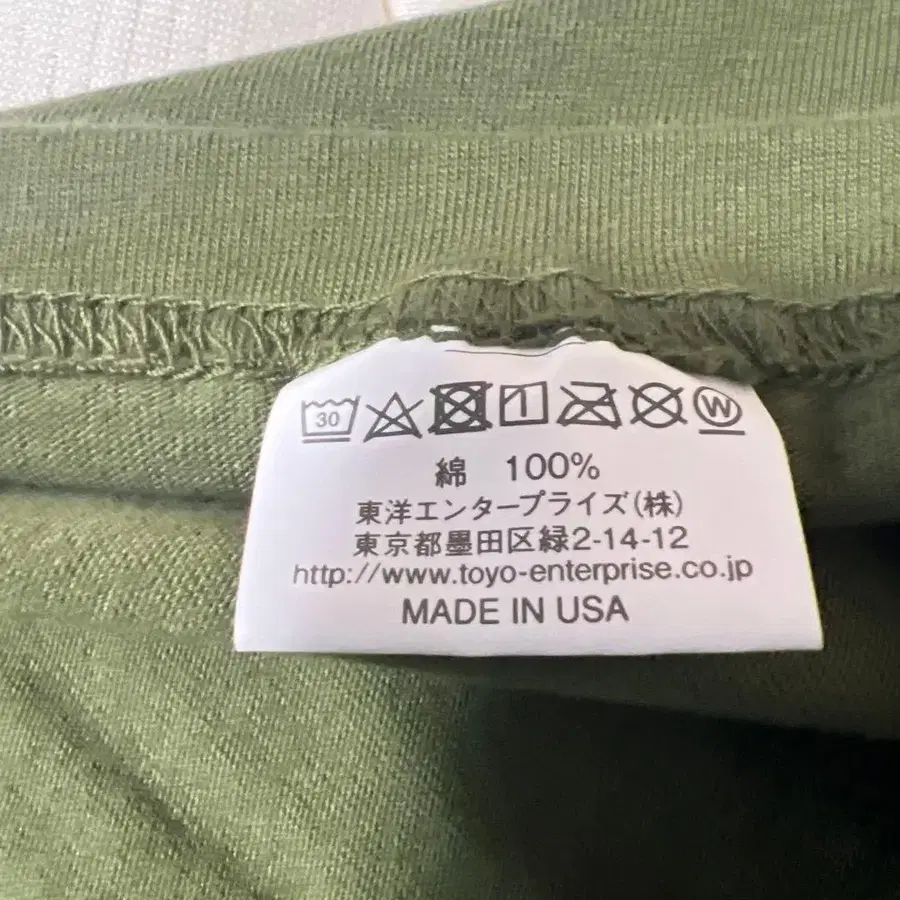 30 W
綿 100%
東洋エンタープライズ(株)
東京都墨田区緑2-14-12
http://www.toyo-enterprise.co.jp
MADE IN USA